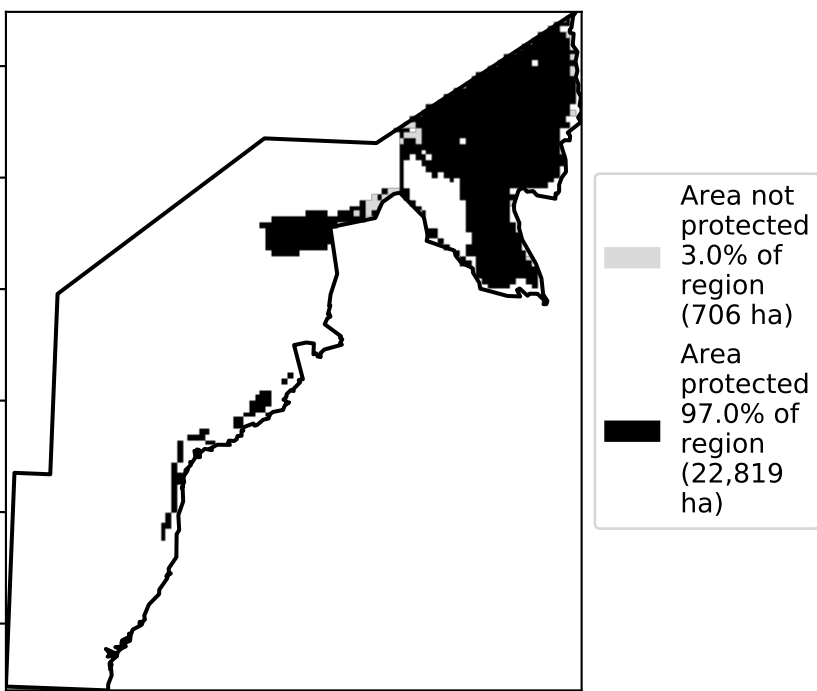 Area not
protected
3.0% of
region
(706 ha)
Area
protected
97.0% of
region
(22,819
ha)